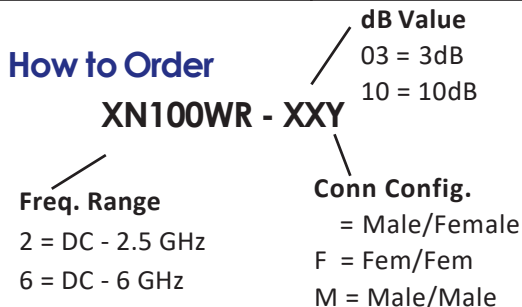 How to Order
XN100WR - XXY
dB Value
03 = 3dB
10 = 10dB
Freq. Range
2 = DC - 2.5 GHz
6 = DC - 6 GHz
Conn Config.
= Male/Female
F = Fem/Fem
M = Male/Male